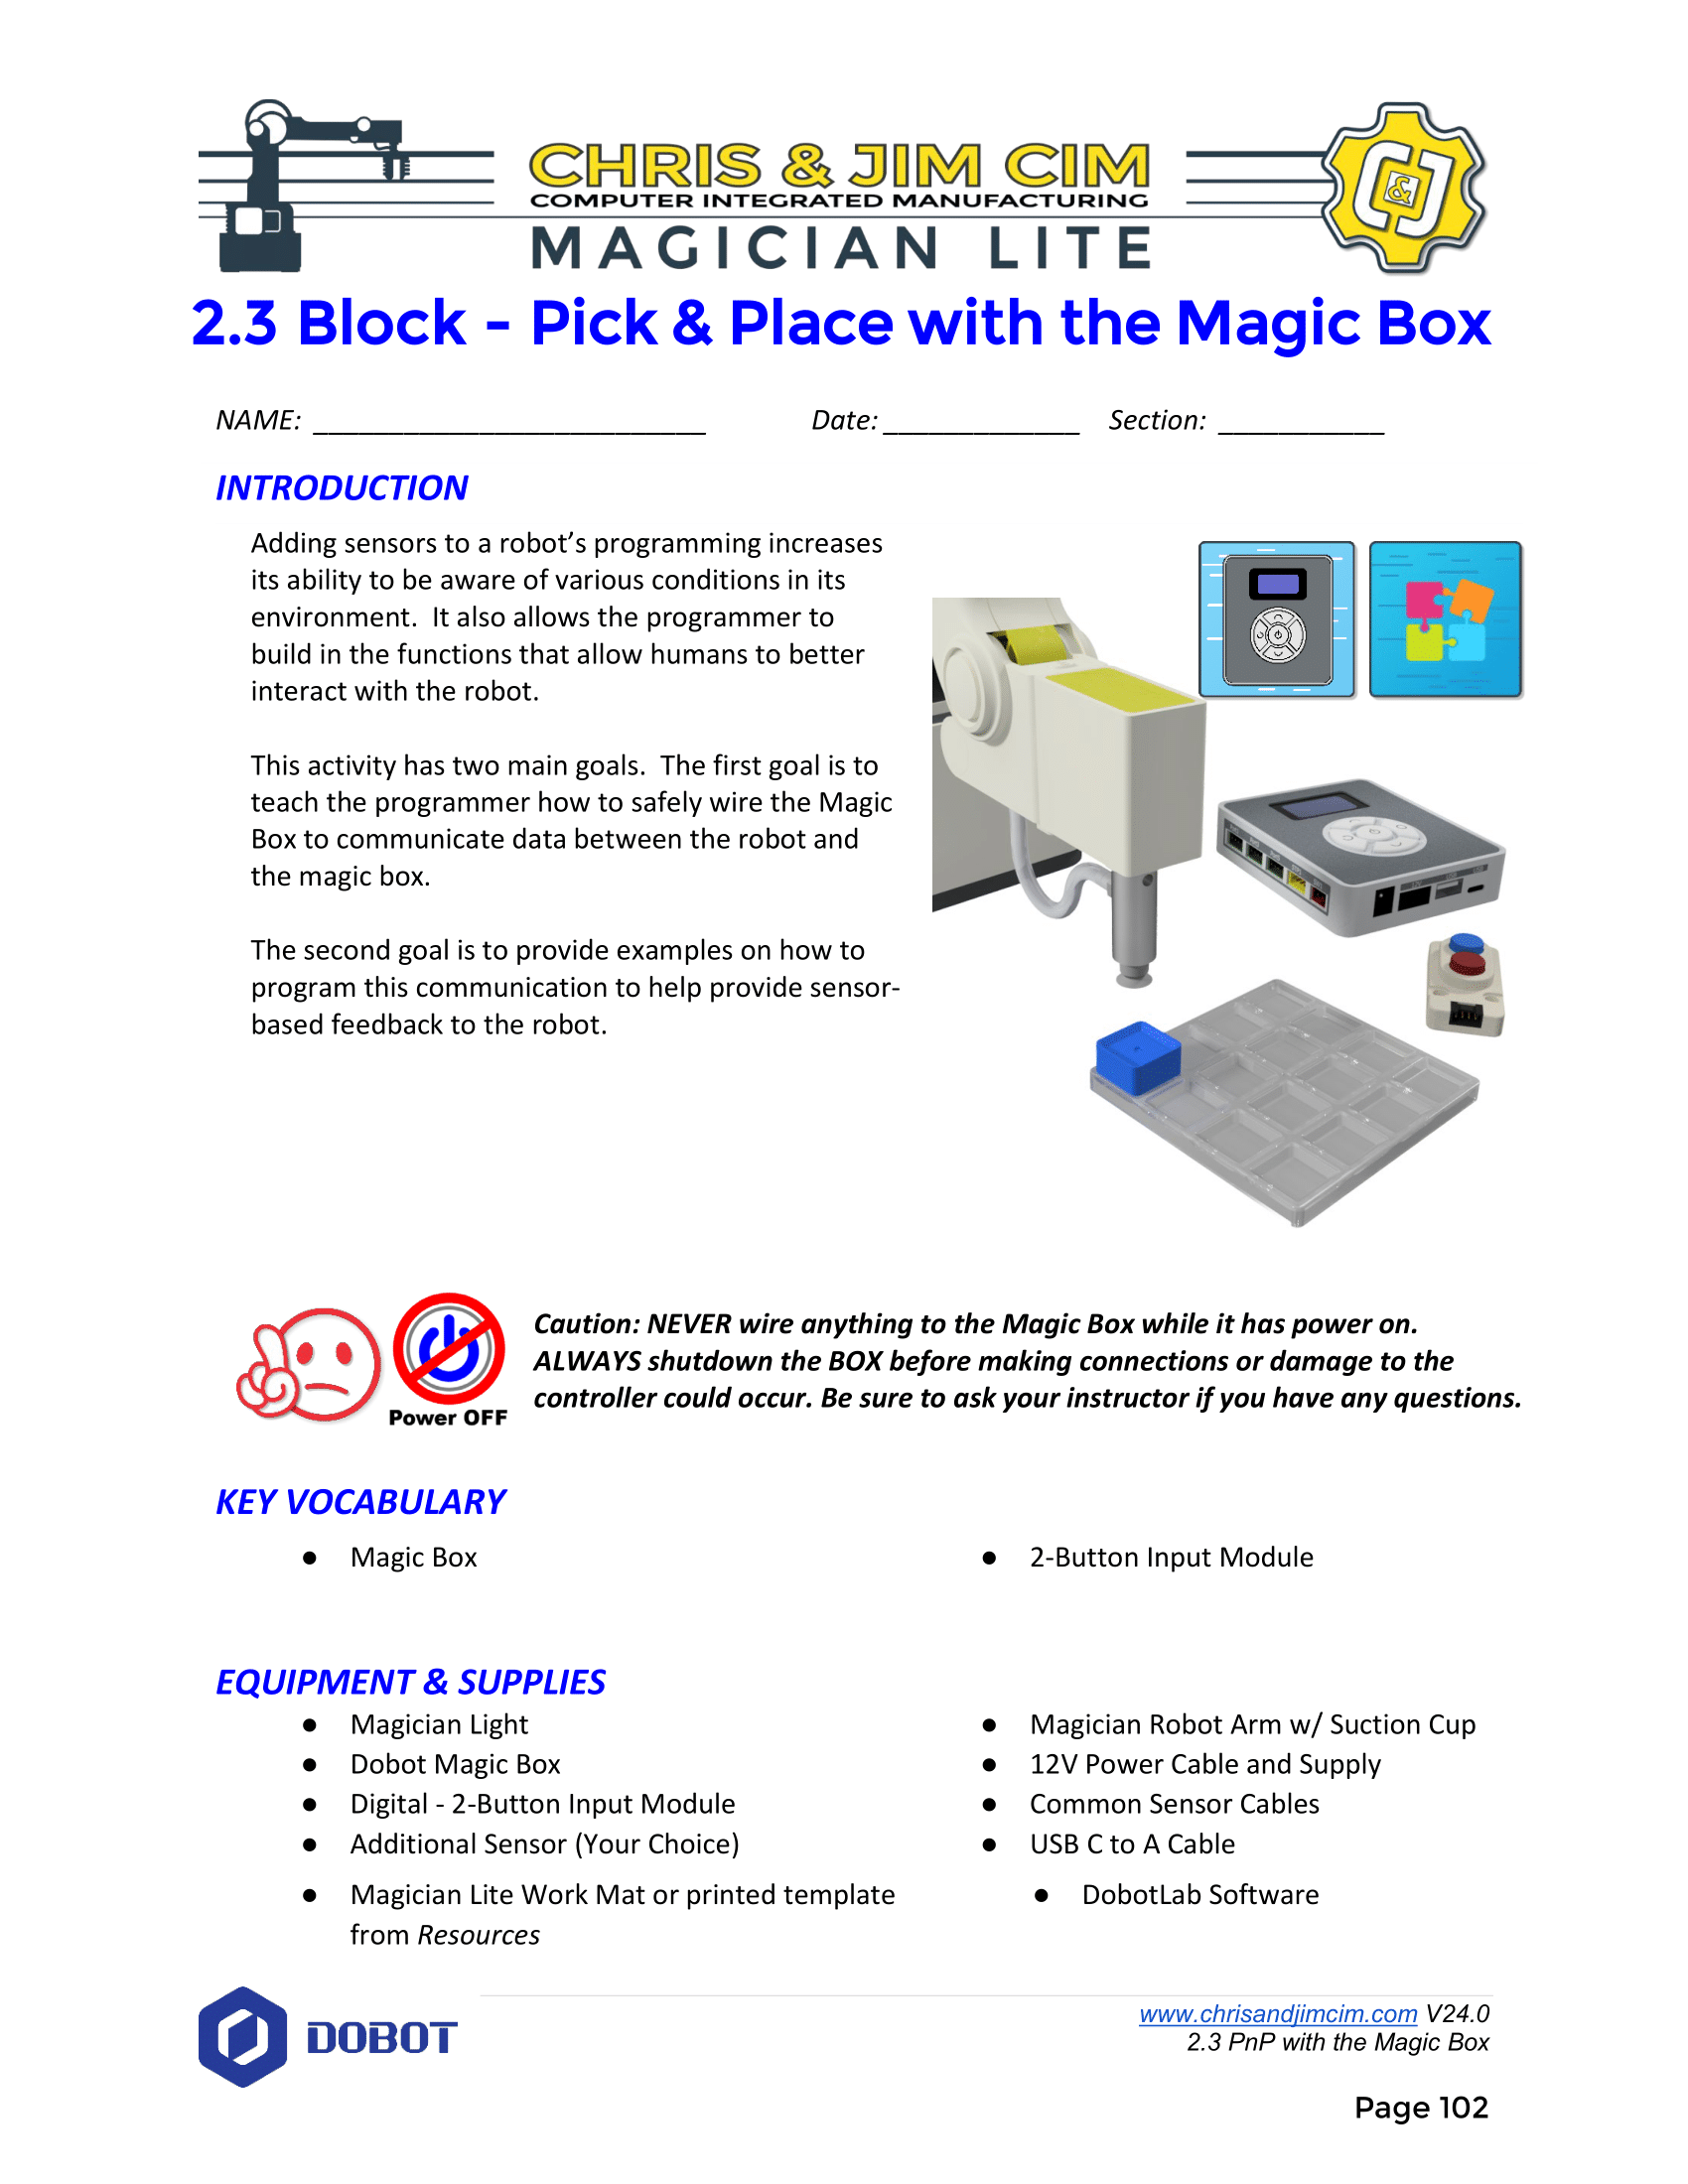 CHRIS & JIM CIM
COMPUTER INTEGRATED MANUFACTURING
MAGICIAN LITE
2.3 Block - Pick & Place with the Magic Box
NAME: __________________________ Date: _____________ Section: ___________
INTRODUCTION
Adding sensors to a robot’s programming increases
its ability to be aware of various conditions in its
environment.  It also allows the programmer to
build in the functions that allow humans to better
interact with the robot.
This activity has two main goals.  The first goal is to
teach the programmer how to safely wire the Magic
Box to communicate data between the robot and
the magic box.
The second goal is to provide examples on how to
program this communication to help provide sensor-
based feedback to the robot.
Caution: NEVER wire anything to the Magic Box while it has power on.
ALWAYS shutdown the BOX before making connections or damage to the
controller could occur. Be sure to ask your instructor if you have any questions.
Power OFF
KEY VOCABULARY
● Magic Box
● 2-Button Input Module
EQUIPMENT & SUPPLIES
● Magician Light
● Dobot Magic Box
● Digital - 2-Button Input Module
● Additional Sensor (Your Choice)
● Magician Lite Work Mat or printed template
from Resources
● Magician Robot Arm w/ Suction Cup
● 12V Power Cable and Supply
● Common Sensor Cables
● USB C to A Cable
● DobotLab Software
DOBOT
www.chrisandjimcim.com V24.0
2.3 PnP with the Magic Box
Page 102